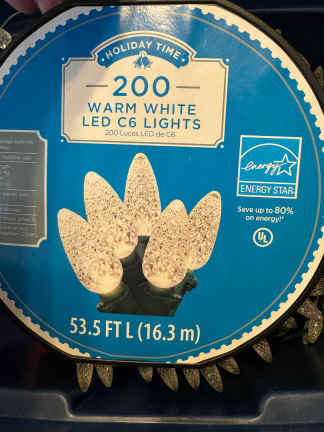 HOLIDAY TIME
200
WARM WHITE
LED C6 LIGHTS
200 Luces LED de C6
energy
ENERGY STAR
Save up to 80%
on energy!*
UL
53.5 FT L (16.3 m)